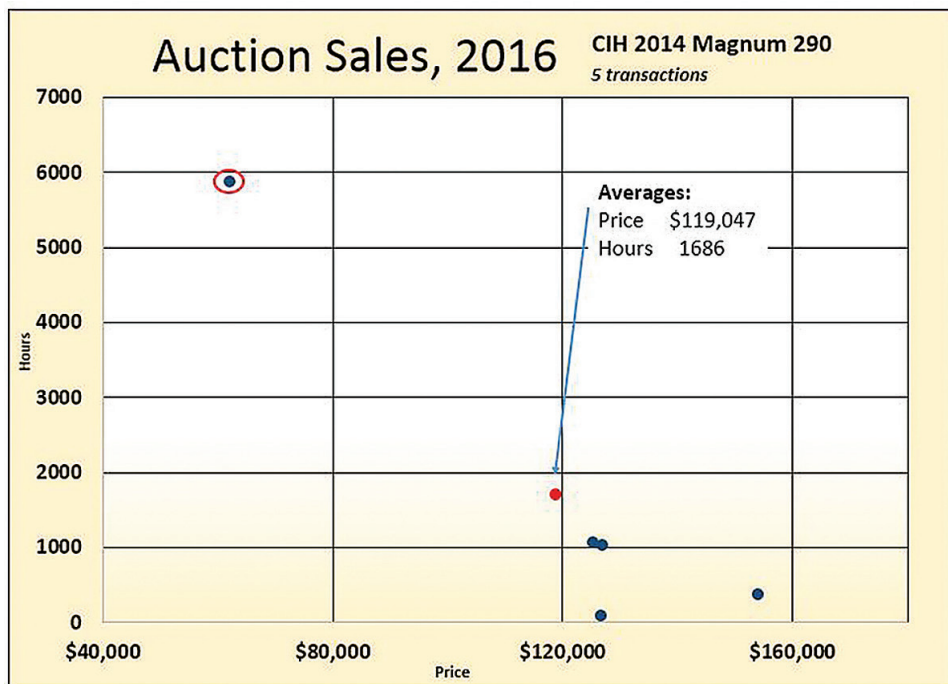 Auction Sales, 2016
CIH 2014 Magnum 290
5 transactions
7000
6000
5000
4000
3000
2000
1000
0
Hours
Averages:
Price $119,047
Hours 1686
$40,000 $80,000 $120,000 $160,000
Price